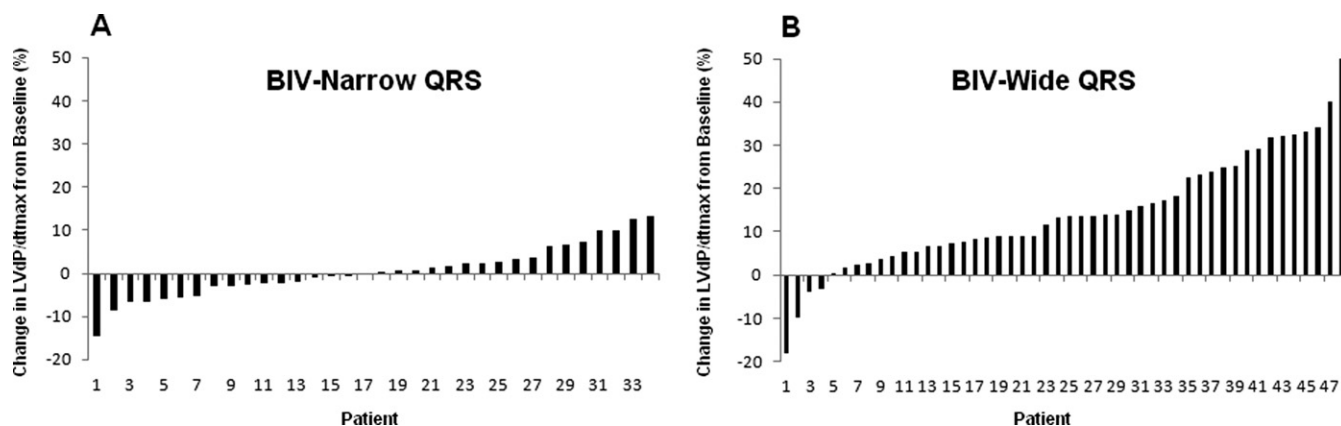 A
Change in LVdP/dtmax from Baseline (%)
BIV-Narrow QRS
50
40
30
20
10
0
-10
-20
1 3 5 7 9 11 13 15 17 19 21 23 25 27 29 31 33
Patient
B
Change in LVdP/dtmax from Baseline (%)
BIV-Wide QRS
50
40
30
20
10
0
-10
-20
1 3 5 7 9 11 13 15 17 19 21 23 25 27 29 31 33 35 37 39 41 43 45 47
Patient